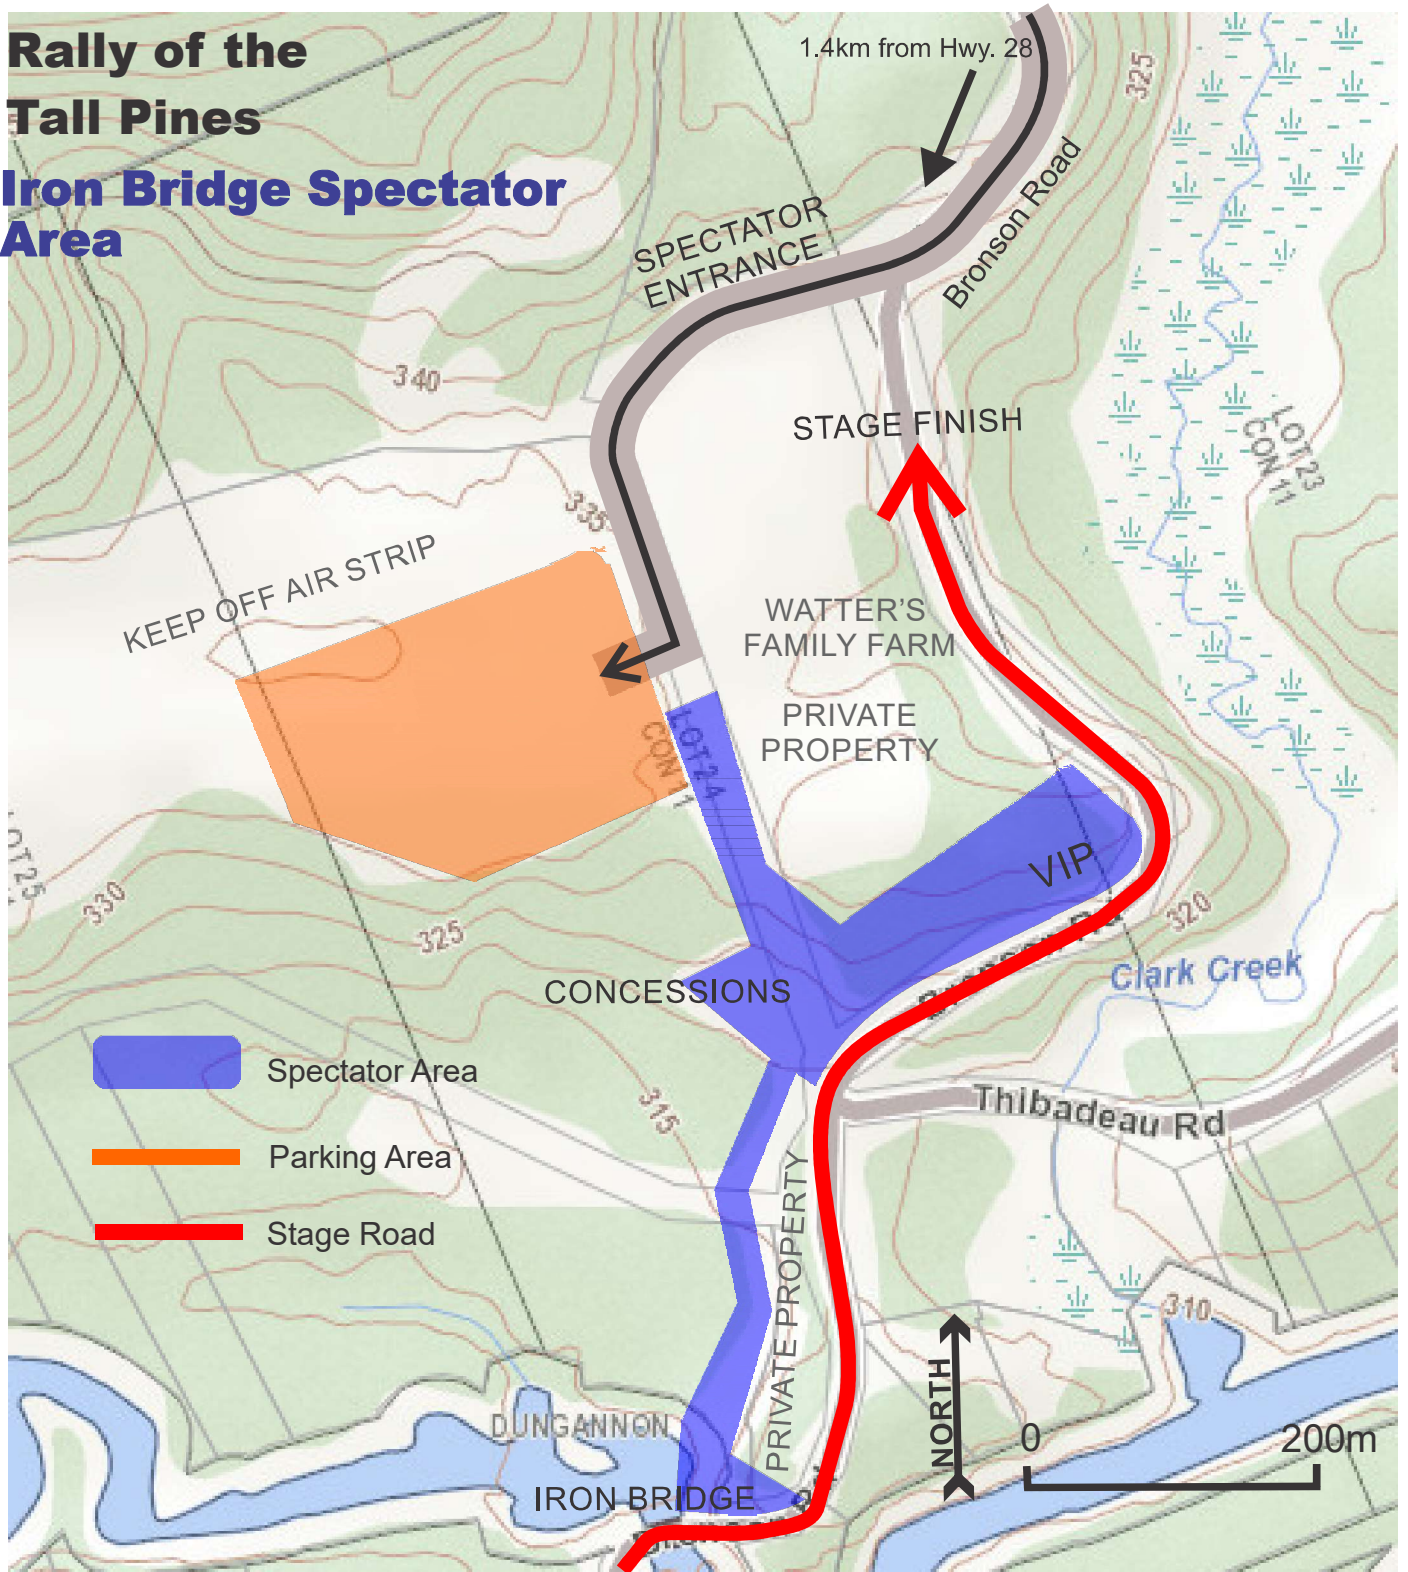 Rally of the
Tall Pines
Iron Bridge Spectator
Area
1.4km from Hwy. 28
325
Bronson Road
SPECTATOR
ENTRANCE
340
STAGE FINISH
LOT 23
CON 11
335
KEEP OFF AIR STRIP
WATTER'S
FAMILY FARM
PRIVATE
PROPERTY
LOT 24
CON 11
VIP
LOT 25
330
325
320
Clark Creek
CONCESSIONS
Spectator Area
315
Thibadeau Rd
Parking Area
PRIVATE PROPERTY
Stage Road
310
NORTH
DUNGANNON
0
200m
IRON BRIDGE